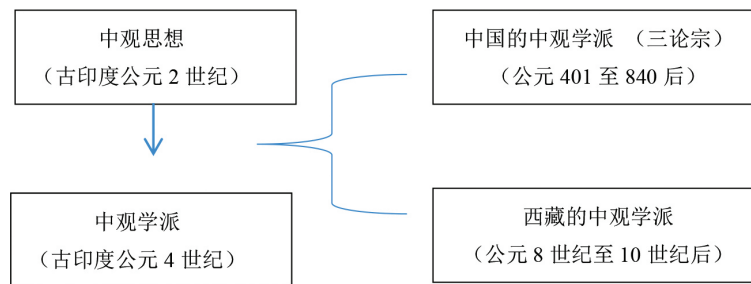 中观思想
（古印度公元 2 世纪）
中国的中观学派 （三论宗）
（公元 401 至 840 后）
中观学派
（古印度公元 4 世纪）
西藏的中观学派
（公元 8 世纪至 10 世纪后）